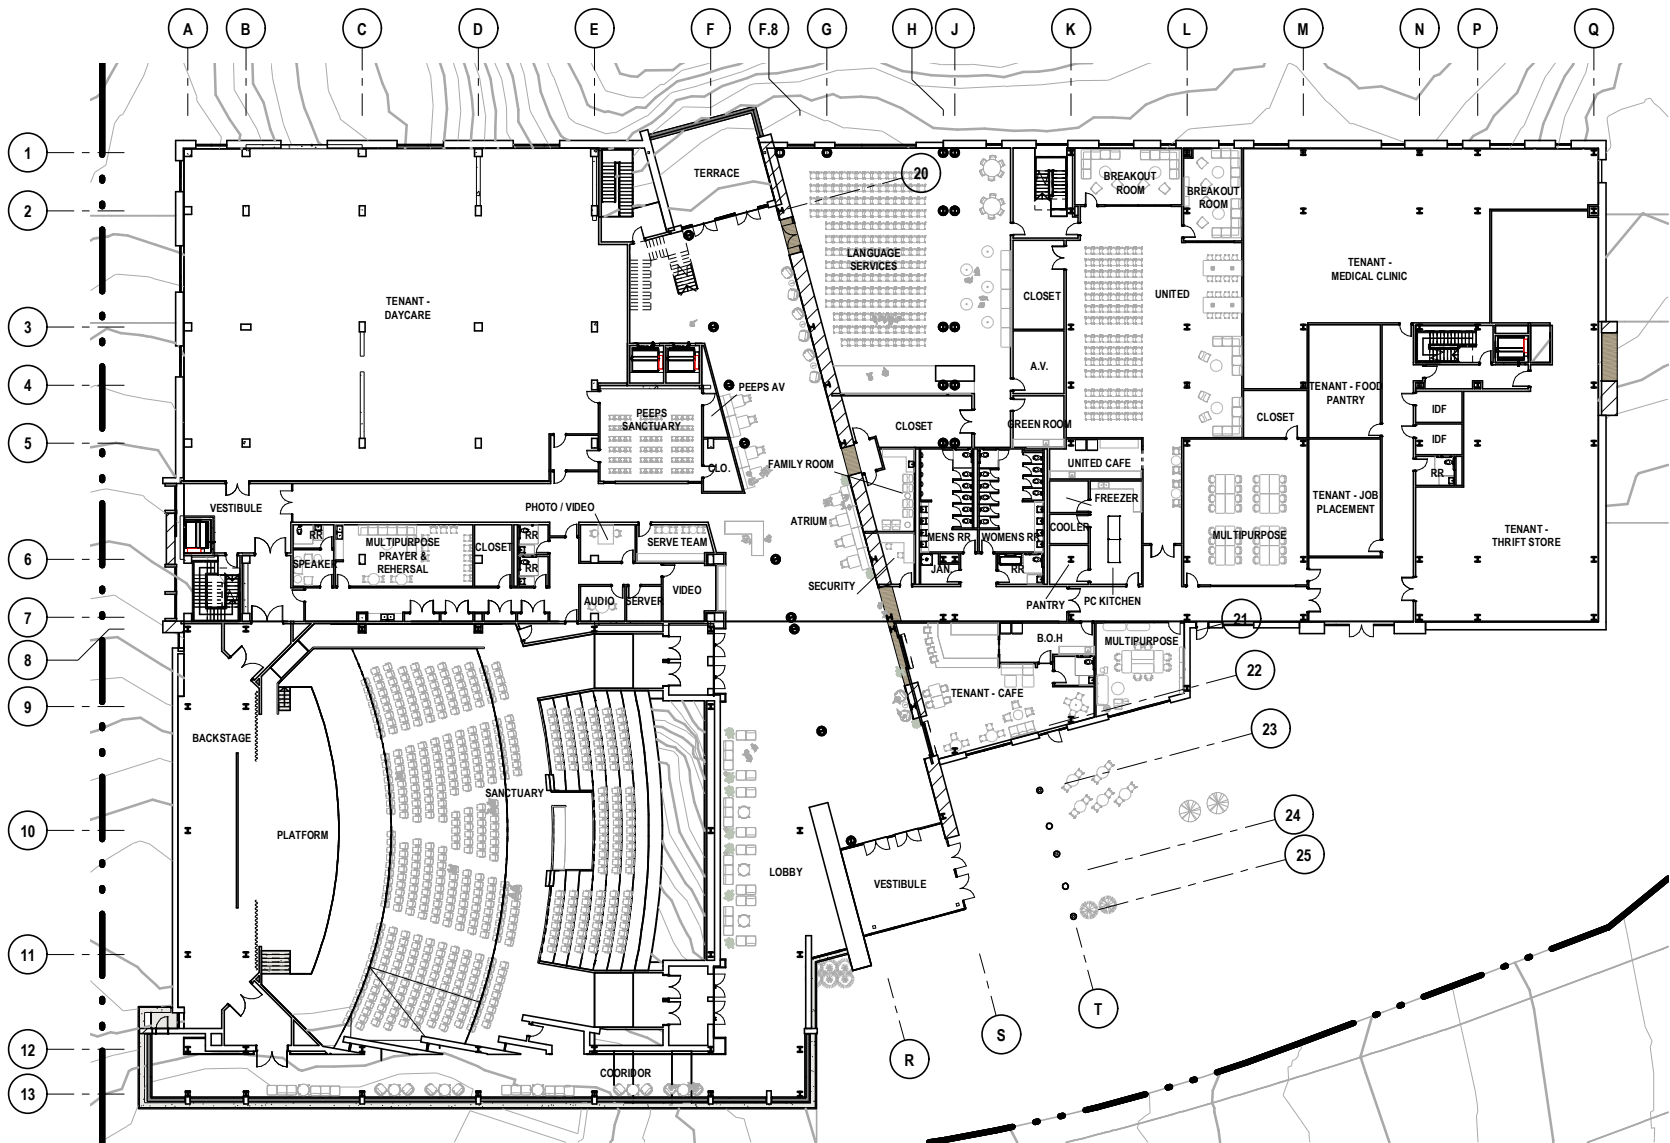 A B C D E F F.8 G H J K L M N P Q
1
2
3
4
5
6
7
8
9
10
11
12
13
20
21
22
23
24
25
R
S
T
TERRACE
BREAKOUT
ROOM
BREAKOUT
ROOM
LANGUAGE
SERVICES
TENANT -
MEDICAL CLINIC
TENANT -
DAYCARE
CLOSET
UNITED
A.V.
PEEPS AV
TENANT - FOOD
PANTRY
PEEPS
SANCTUARY
CLOSET
GREEN ROOM
CLOSET
IDF
IDF
RR
CLO.
FAMILY ROOM
UNITED CAFE
FREEZER
TENANT - JOB
PLACEMENT
VESTIBULE
PHOTO / VIDEO
ATRIUM
COOLER
MULTIPURPOSE
TENANT -
THRIFT STORE
RR
MULTIPURPOSE
PRAYER &
REHERSAL
CLOSET
RR
SERVE TEAM
MENS RR
WOMENS RR
SPEAKER
RR
JAN.
RR
SECURITY
VIDEO
AUDIO
SERVER
PANTRY
PC KITCHEN
B.O.H
MULTIPURPOSE
TENANT - CAFE
BACKSTAGE
SANCTUARY
PLATFORM
LOBBY
VESTIBULE
COORIDOR